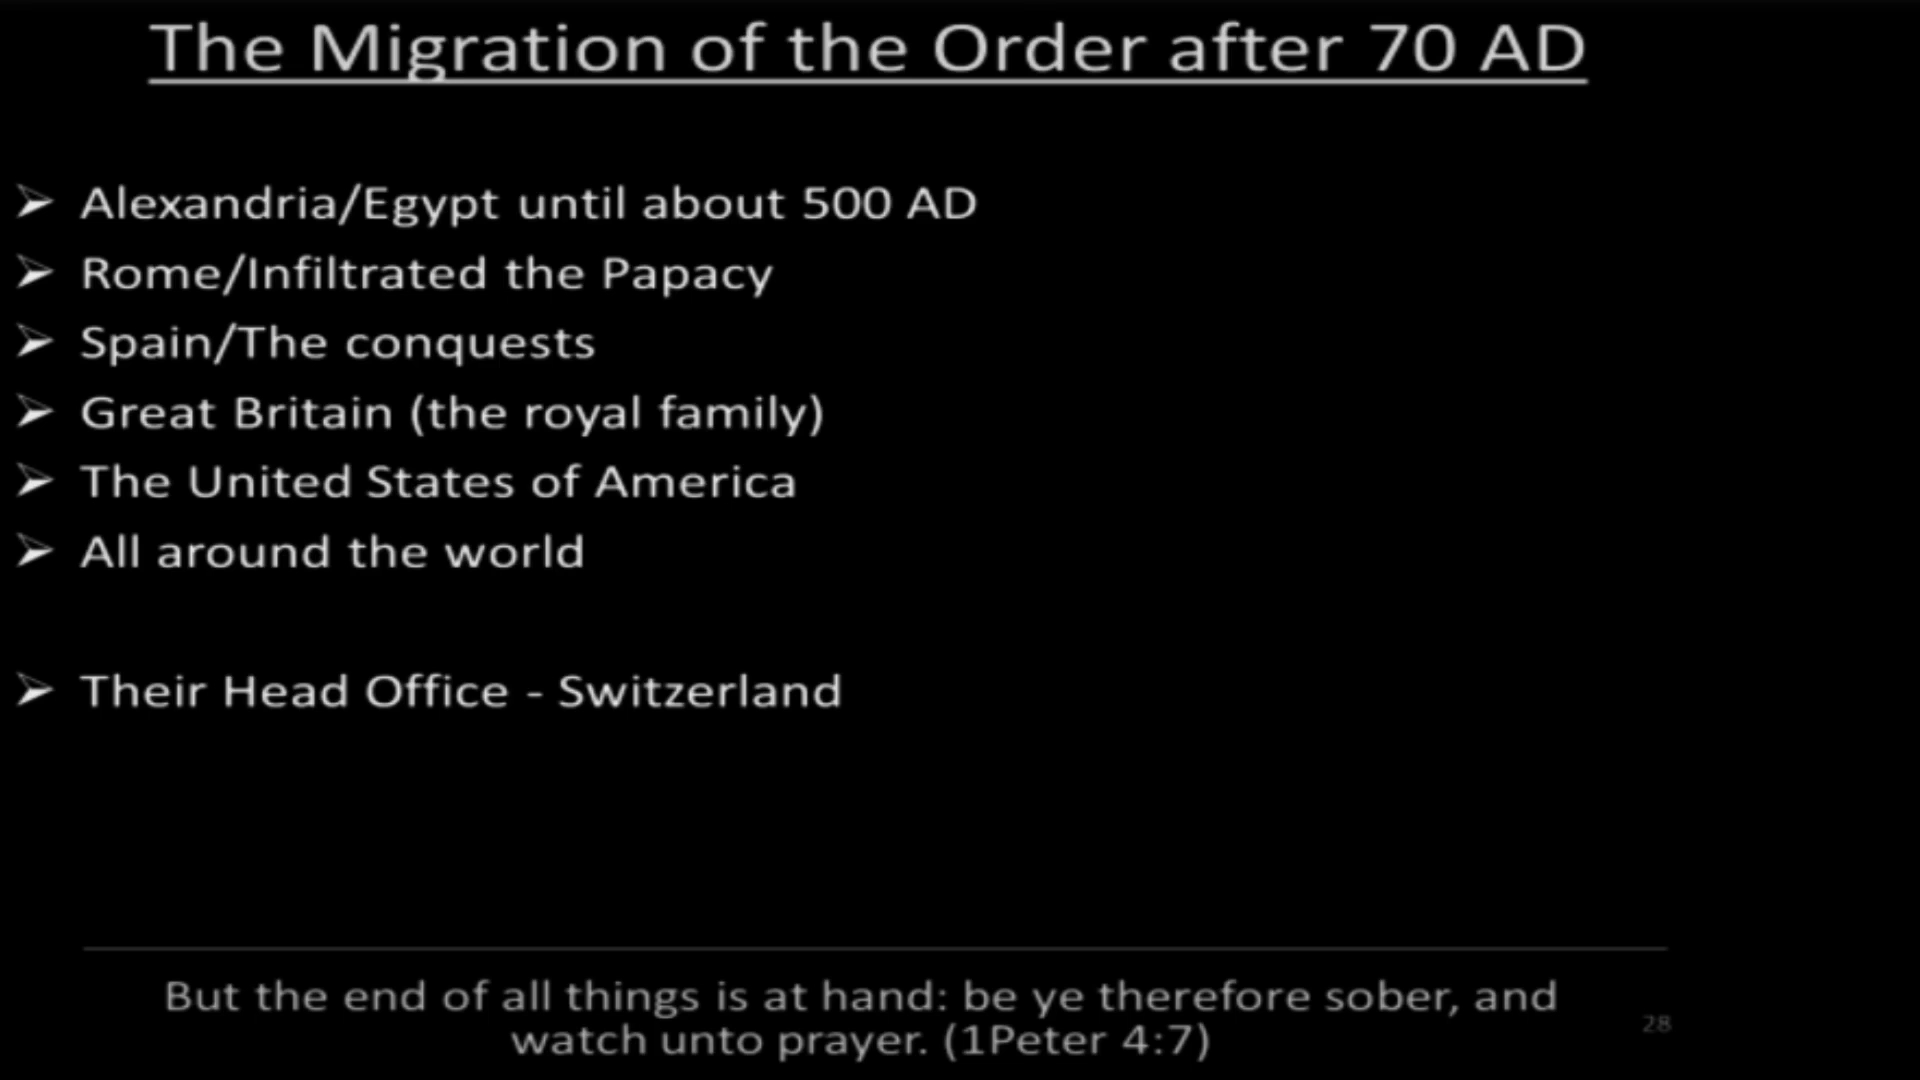 The Migration of the Order after 70 AD
➢ Alexandria/Egypt until about 500 AD
➢ Rome/Infiltrated the Papacy
➢ Spain/The conquests
➢ Great Britain (the royal family)
➢ The United States of America
➢ All around the world
➢ Their Head Office - Switzerland
But the end of all things is at hand: be ye therefore sober, and
watch unto prayer. (1Peter 4:7)
28